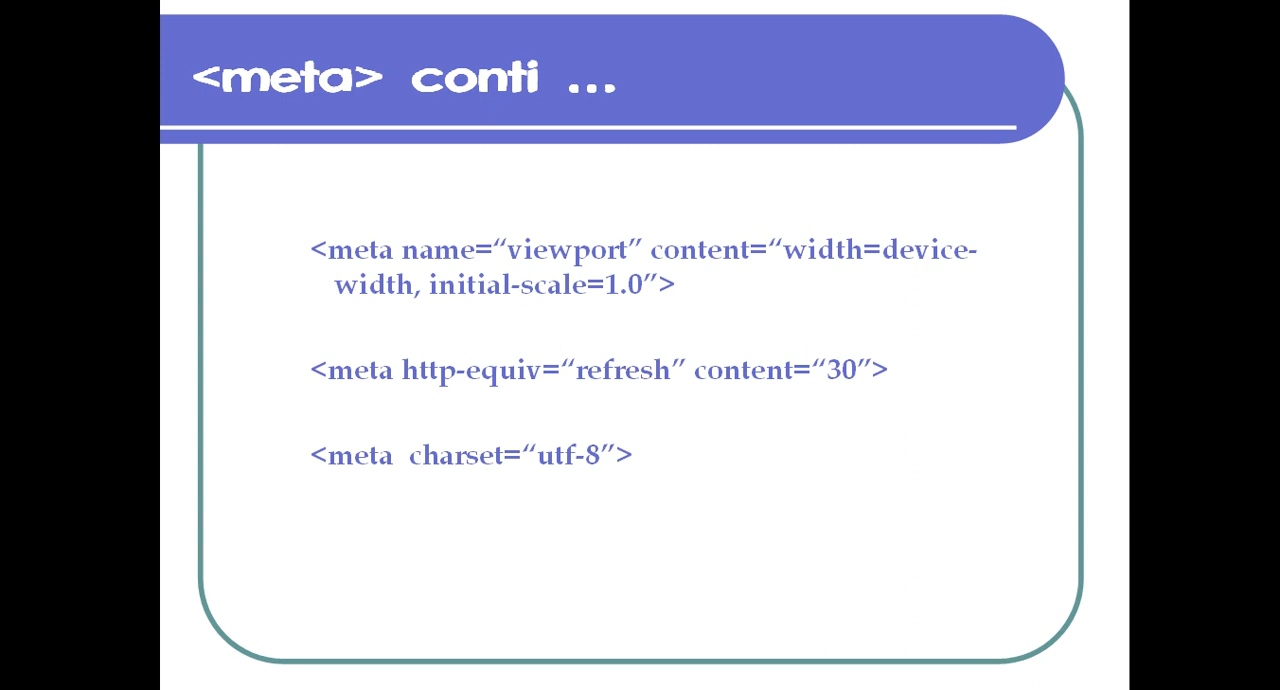 <meta> conti ...
<meta name=“viewport” content=“width=device-
width, initial-scale=1.0”>
<meta http-equiv=“refresh” content=“30”>
<meta  charset=“utf-8”>